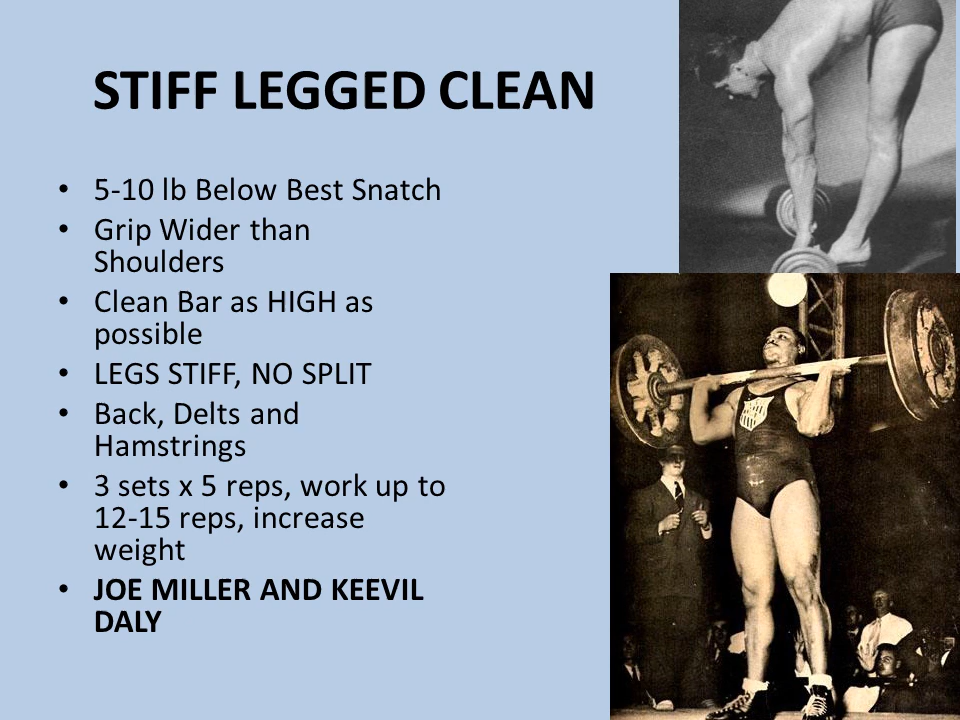 STIFF LEGGED CLEAN
• 5-10 lb Below Best Snatch
• Grip Wider than
Shoulders
• Clean Bar as HIGH as
possible
• LEGS STIFF, NO SPLIT
• Back, Delts and
Hamstrings
• 3 sets x 5 reps, work up to
12-15 reps, increase
weight
• JOE MILLER AND KEEVIL
DALY